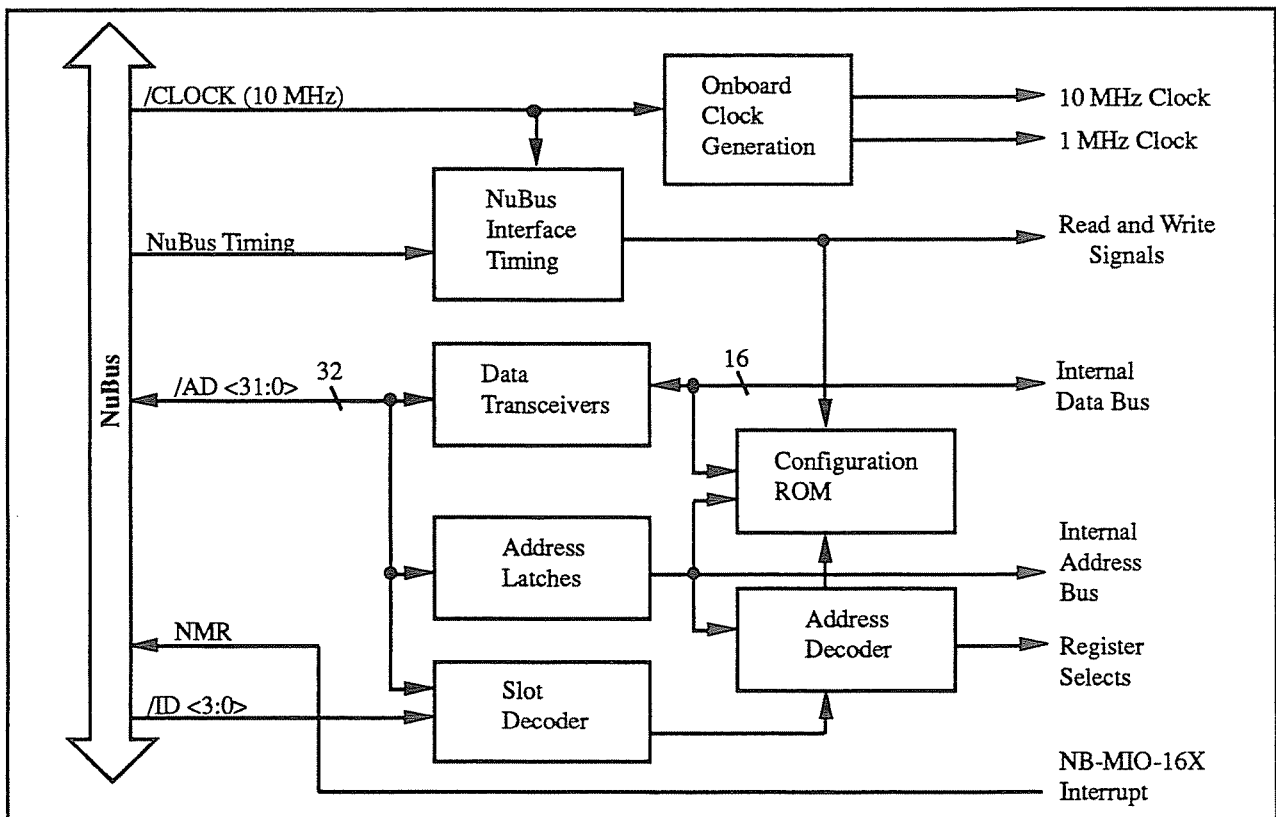 /CLOCK (10 MHz)
Onboard
Clock
Generation
10 MHz Clock
1 MHz Clock
NuBus Timing
NuBus
Interface
Timing
Read and Write
Signals
NuBus
/AD <31:0>
32
Data
Transceivers
16
Internal
Data Bus
Configuration
ROM
Address
Latches
Internal
Address
Bus
NMR
Address
Decoder
Register
Selects
/ID <3:0>
Slot
Decoder
NB-MIO-16X
Interrupt